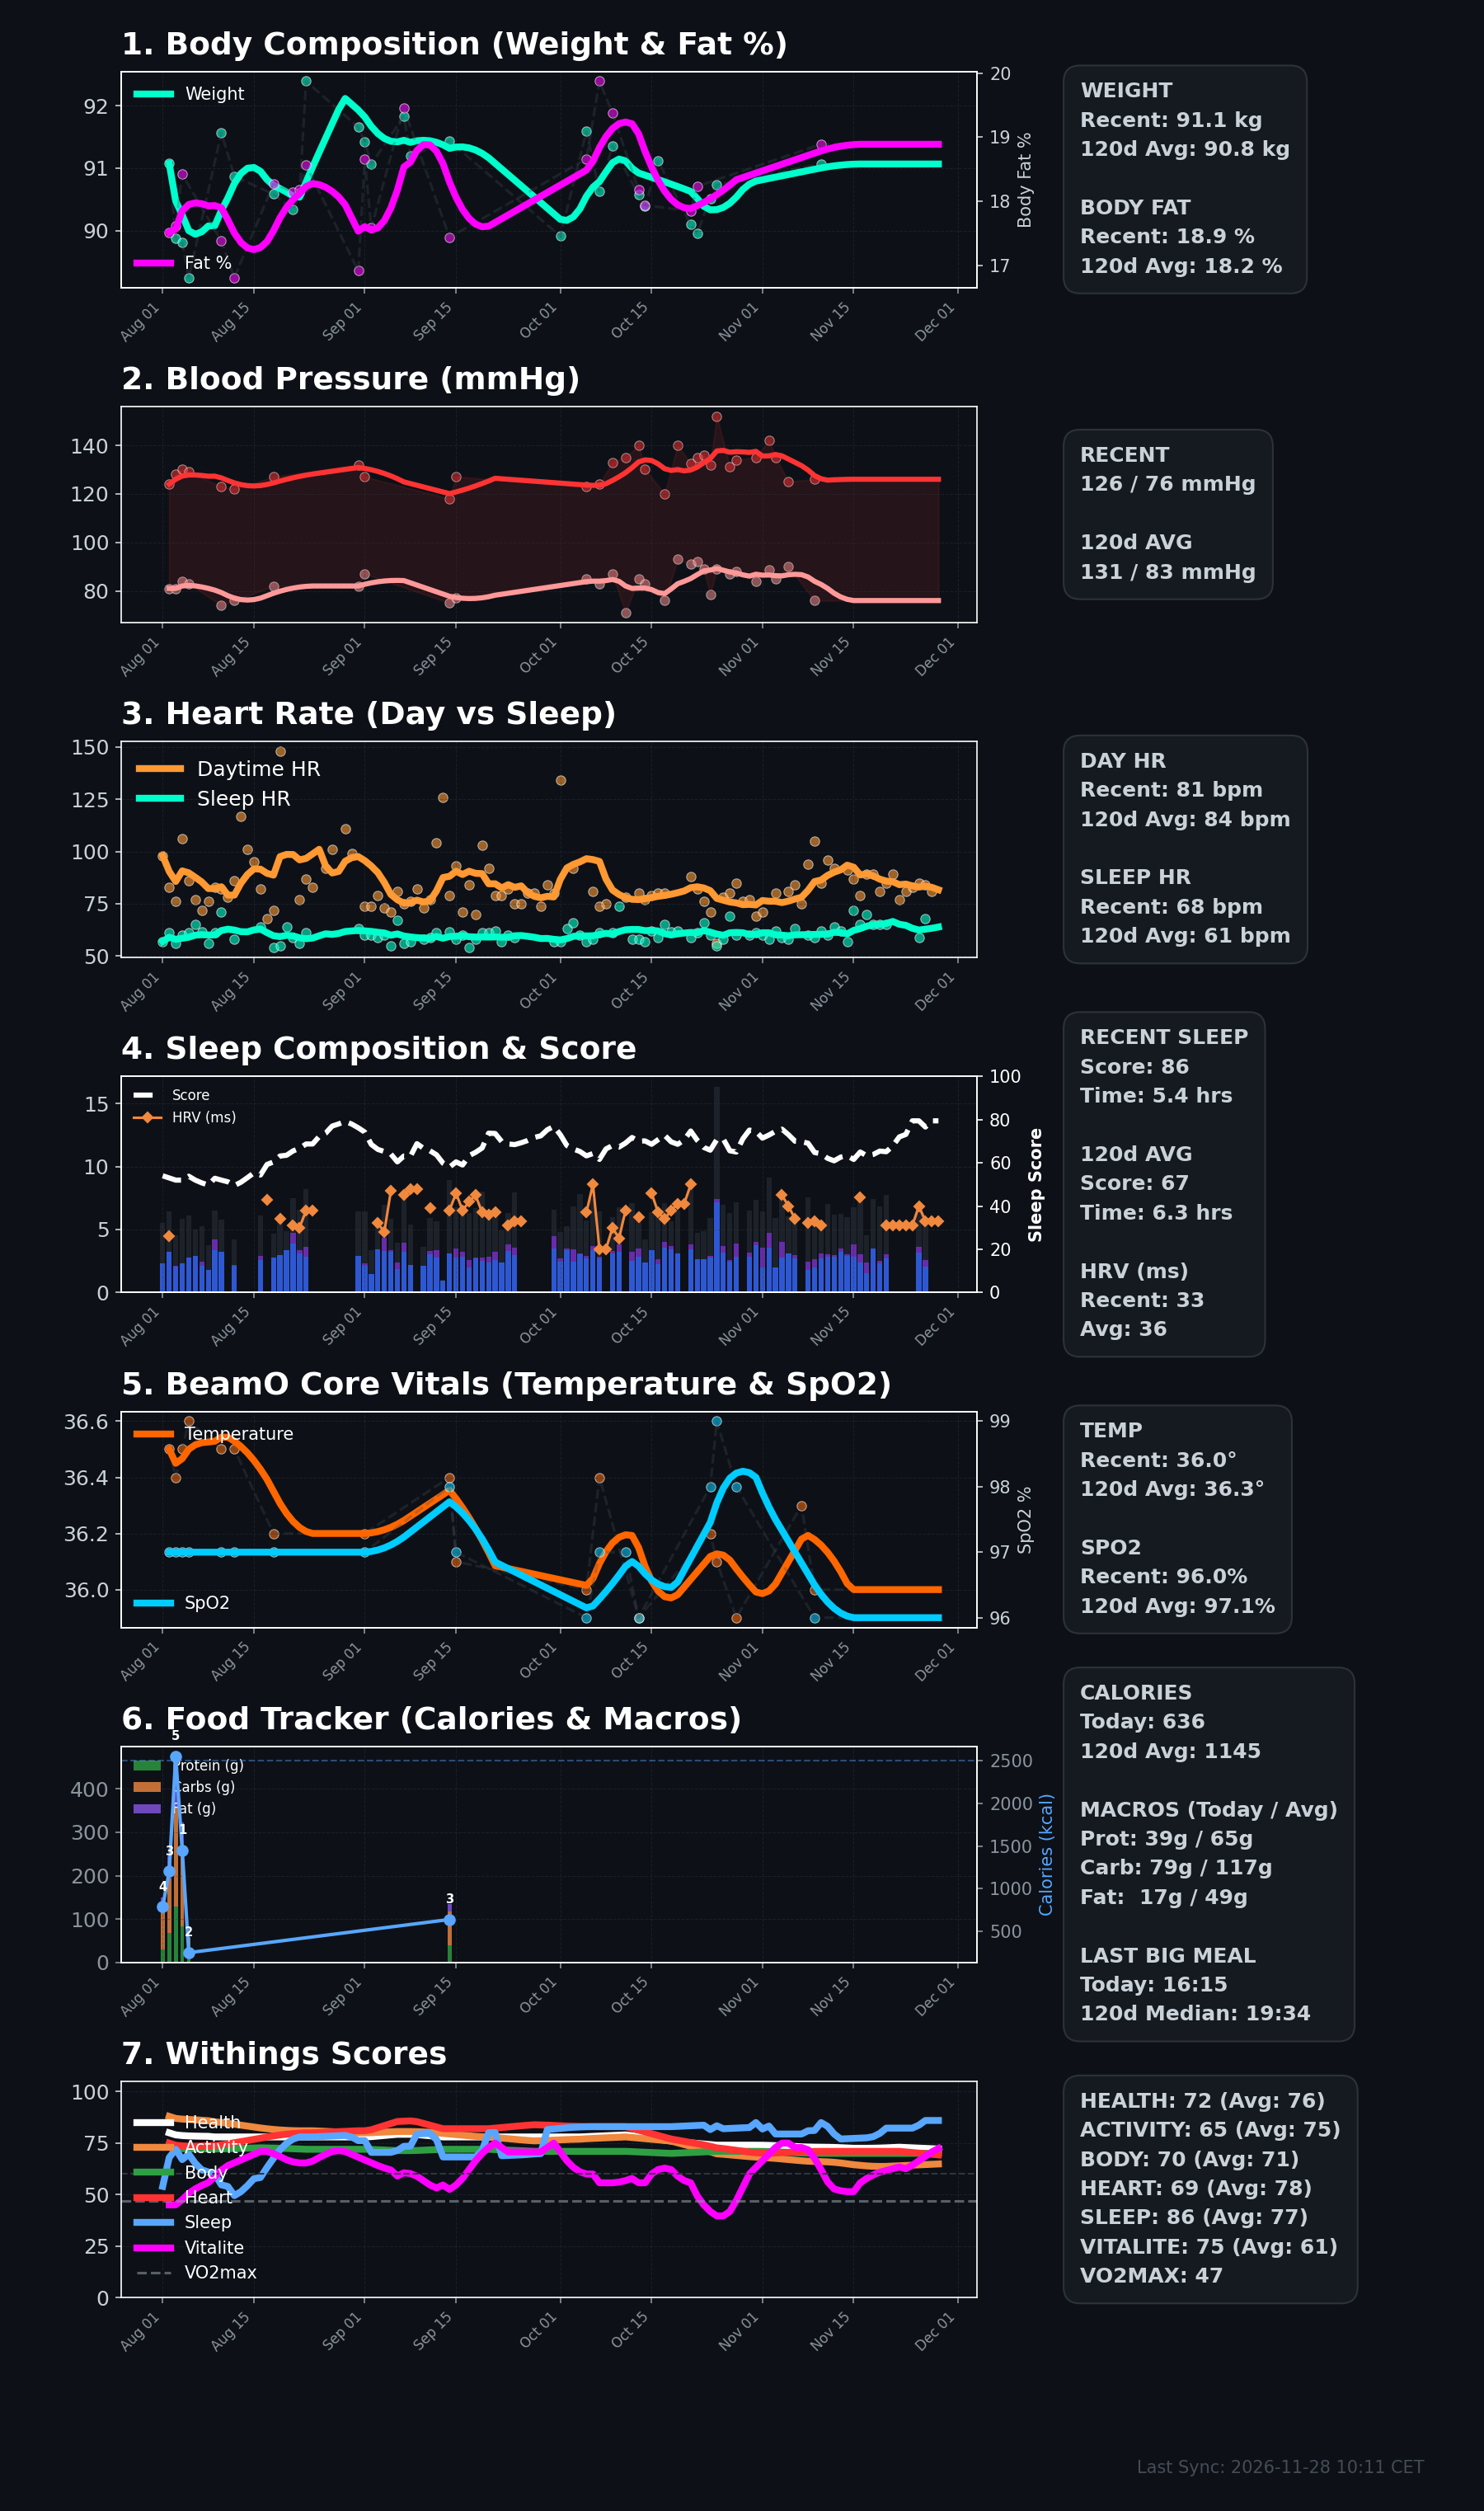 1. Body Composition (Weight & Fat %)
Weight
Fat %
92
91
90
20
19
18
17
Body Fat %
Aug 01
Aug 15
Sep 01
Sep 15
Oct 01
Oct 15
Nov 01
Nov 15
Dec 01
WEIGHT
Recent: 91.1 kg
120d Avg: 90.8 kg
BODY FAT
Recent: 18.9 %
120d Avg: 18.2 %
2. Blood Pressure (mmHg)
140
120
100
80
Aug 01
Aug 15
Sep 01
Sep 15
Oct 01
Oct 15
Nov 01
Nov 15
Dec 01
RECENT
126 / 76 mmHg
120d AVG
131 / 83 mmHg
3. Heart Rate (Day vs Sleep)
Daytime HR
Sleep HR
150
125
100
75
50
Aug 01
Aug 15
Sep 01
Sep 15
Oct 01
Oct 15
Nov 01
Nov 15
Dec 01
DAY HR
Recent: 81 bpm
120d Avg: 84 bpm
SLEEP HR
Recent: 68 bpm
120d Avg: 61 bpm
4. Sleep Composition & Score
Score
HRV (ms)
15
10
5
0
100
80
60
40
20
0
Sleep Score
Aug 01
Aug 15
Sep 01
Sep 15
Oct 01
Oct 15
Nov 01
Nov 15
Dec 01
RECENT SLEEP
Score: 86
Time: 5.4 hrs
120d AVG
Score: 67
Time: 6.3 hrs
HRV (ms)
Recent: 33
Avg: 36
5. BeamO Core Vitals (Temperature & SpO2)
Temperature
SpO2
36.6
36.4
36.2
36.0
99
98
97
96
SpO2 %
Aug 01
Aug 15
Sep 01
Sep 15
Oct 01
Oct 15
Nov 01
Nov 15
Dec 01
TEMP
Recent: 36.0°
120d Avg: 36.3°
SPO2
Recent: 96.0%
120d Avg: 97.1%
6. Food Tracker (Calories & Macros)
Protein (g)
Carbs (g)
Fat (g)
4
3
5
1
2
3
400
300
200
100
0
2500
2000
1500
1000
500
Calories (kcal)
Aug 01
Aug 15
Sep 01
Sep 15
Oct 01
Oct 15
Nov 01
Nov 15
Dec 01
CALORIES
Today: 636
120d Avg: 1145
MACROS (Today / Avg)
Prot: 39g / 65g
Carb: 79g / 117g
Fat: 17g / 49g
LAST BIG MEAL
Today: 16:15
120d Median: 19:34
7. Withings Scores
Health
Activity
Body
Heart
Sleep
Vitalite
VO2max
100
75
50
25
0
Aug 01
Aug 15
Sep 01
Sep 15
Oct 01
Oct 15
Nov 01
Nov 15
Dec 01
HEALTH: 72 (Avg: 76)
ACTIVITY: 65 (Avg: 75)
BODY: 70 (Avg: 71)
HEART: 69 (Avg: 78)
SLEEP: 86 (Avg: 77)
VITALITE: 75 (Avg: 61)
VO2MAX: 47
Last Sync: 2026-11-28 10:11 CET